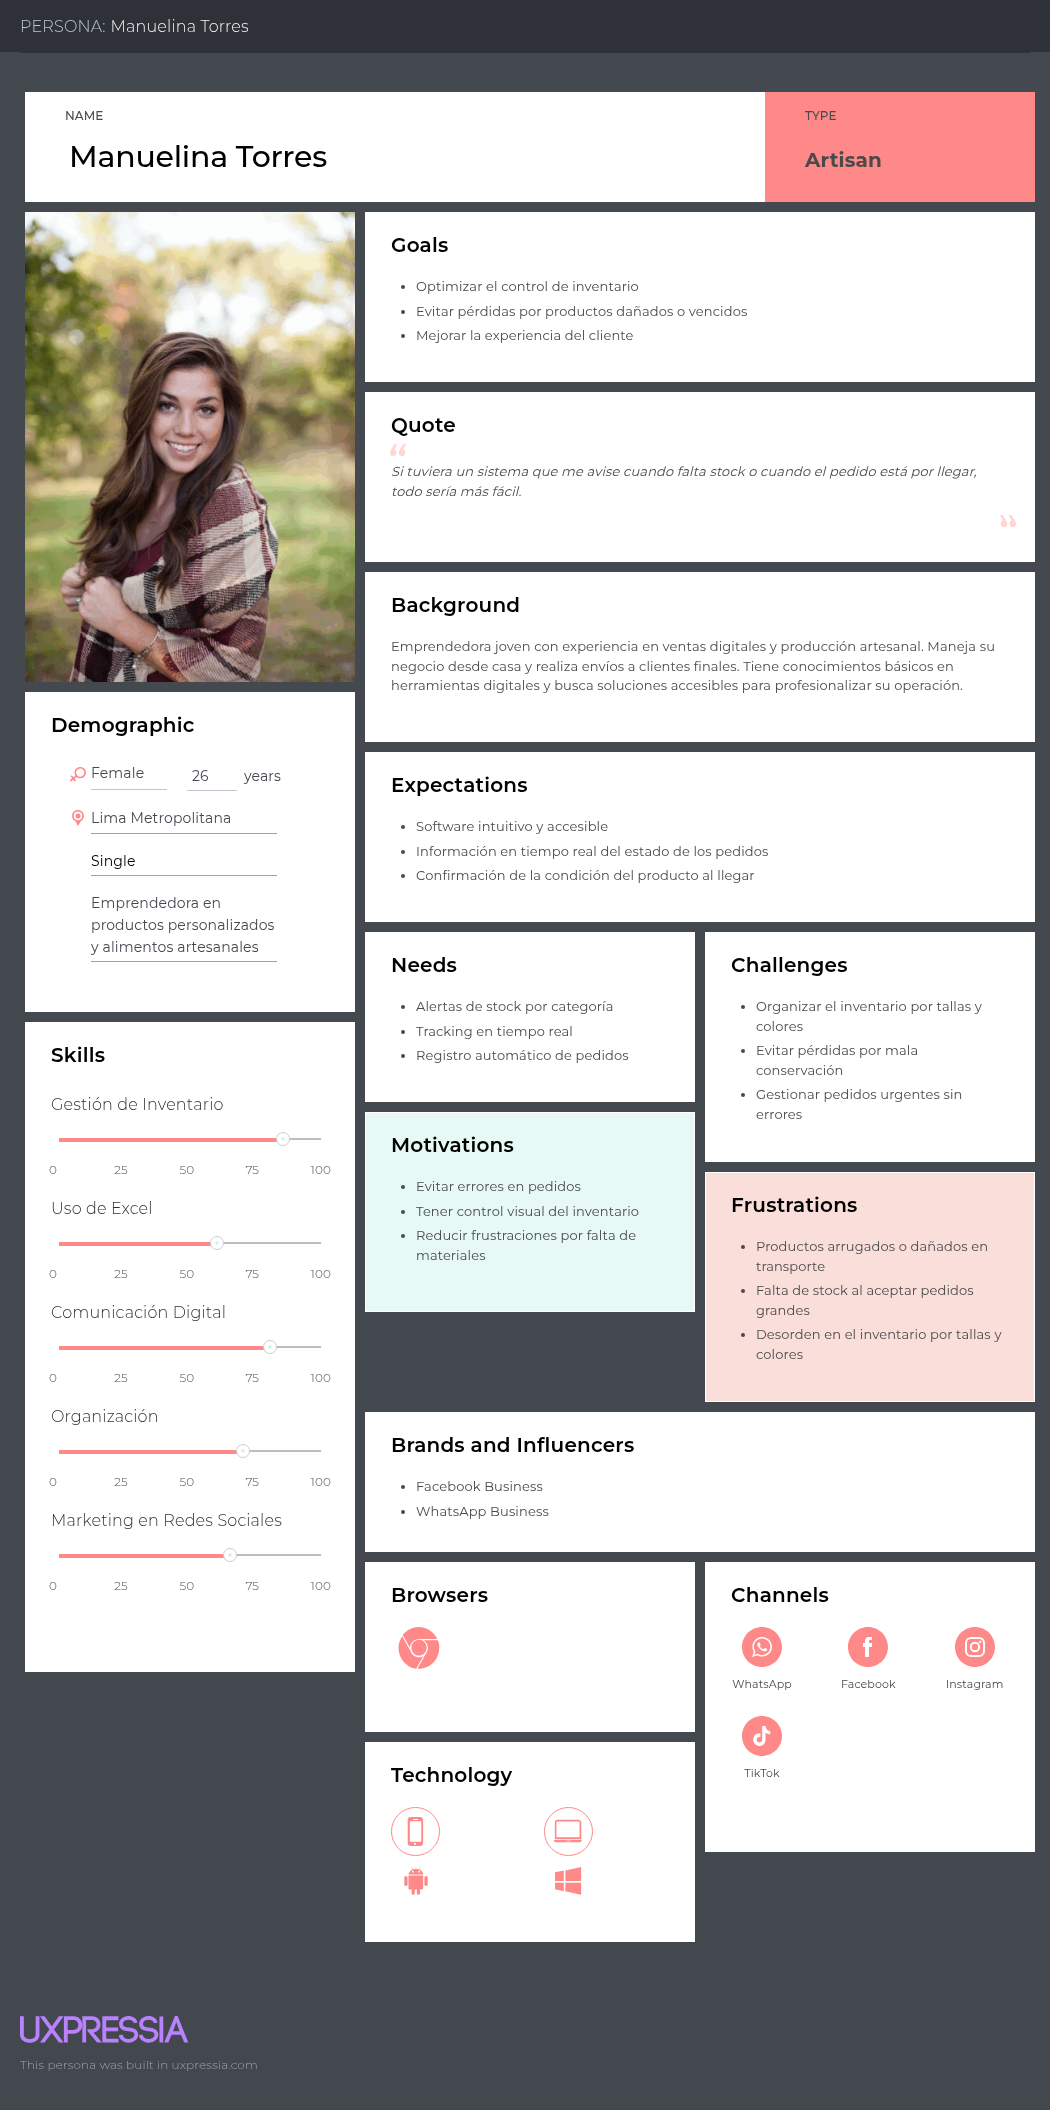 PERSONA: Manuelina Torres
NAME
Manuelina Torres
TYPE
Artisan
Goals
Optimizar el control de inventario
Evitar pérdidas por productos dañados o vencidos
Mejorar la experiencia del cliente
Quote
“
Si tuviera un sistema que me avise cuando falta stock o cuando el pedido está por llegar,
todo sería más fácil.
”
Background
Emprendedora joven con experiencia en ventas digitales y producción artesanal. Maneja su
negocio desde casa y realiza envíos a clientes finales. Tiene conocimientos básicos en
herramientas digitales y busca soluciones accesibles para profesionalizar su operación.
Demographic
Female 26 years
Lima Metropolitana
Single
Emprendedora en
productos personalizados
y alimentos artesanales
Expectations
Software intuitivo y accesible
Información en tiempo real del estado de los pedidos
Confirmación de la condición del producto al llegar
Needs
Alertas de stock por categoría
Tracking en tiempo real
Registro automático de pedidos
Challenges
Organizar el inventario por tallas y
colores
Evitar pérdidas por mala
conservación
Gestionar pedidos urgentes sin
errores
Skills
Gestión de Inventario
0 25 50 75 100
Uso de Excel
0 25 50 75 100
Comunicación Digital
0 25 50 75 100
Organización
0 25 50 75 100
Marketing en Redes Sociales
0 25 50 75 100
Motivations
Evitar errores en pedidos
Tener control visual del inventario
Reducir frustraciones por falta de
materiales
Frustrations
Productos arrugados o dañados en
transporte
Falta de stock al aceptar pedidos
grandes
Desorden en el inventario por tallas y
colores
Brands and Influencers
Facebook Business
WhatsApp Business
Browsers
Channels
WhatsApp Facebook Instagram
TikTok
Technology
UXPRESSIA
This persona was built in uxpressia.com